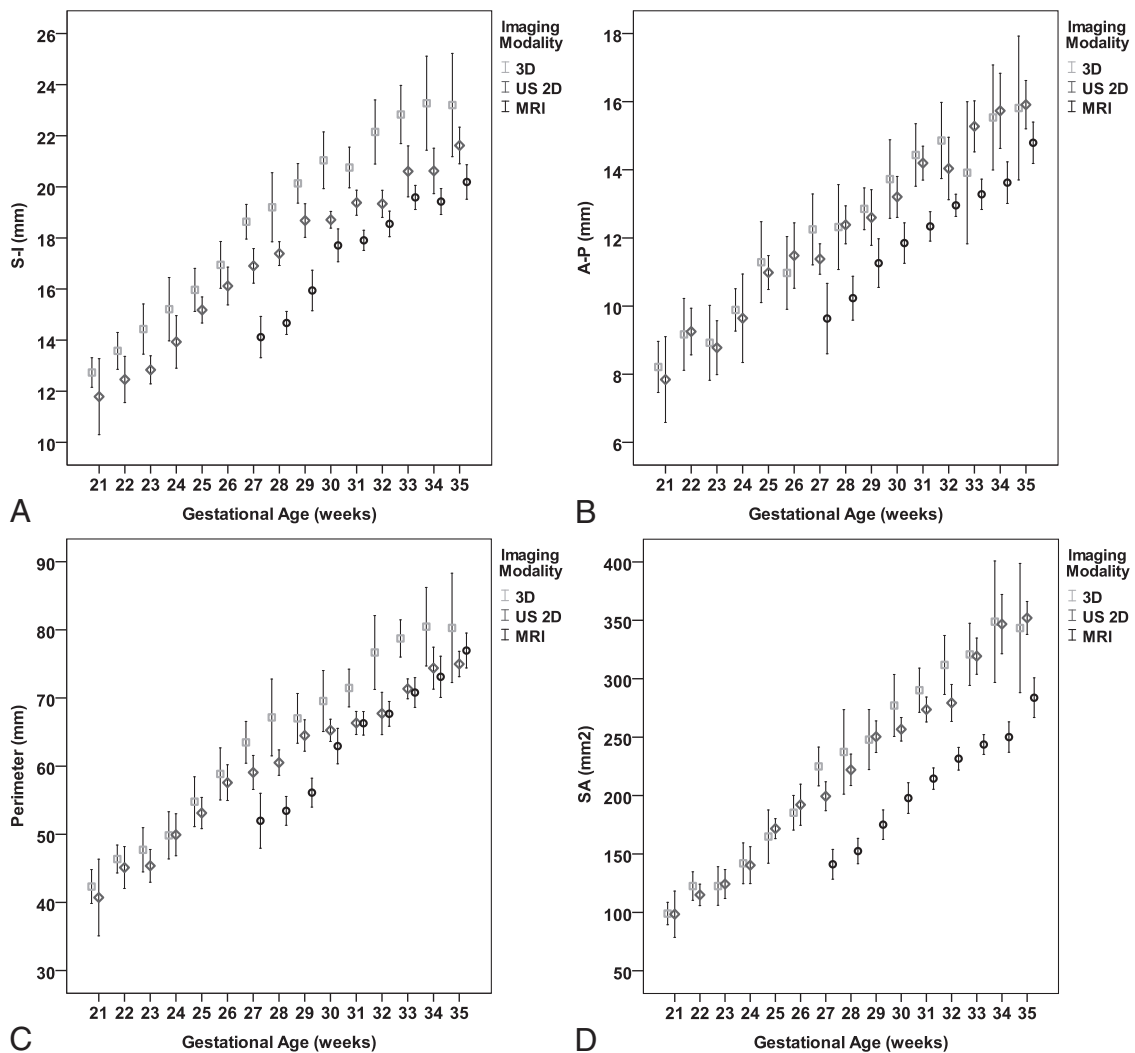 Imaging
Modality
3D
US 2D
MRI
S-I (mm)
26
24
22
20
18
16
14
12
10
21 22 23 24 25 26 27 28 29 30 31 32 33 34 35
Gestational Age (weeks)
A
Imaging
Modality
3D
US 2D
MRI
A-P (mm)
18
16
14
12
10
8
6
21 22 23 24 25 26 27 28 29 30 31 32 33 34 35
Gestational Age (weeks)
B
Imaging
Modality
3D
US 2D
MRI
Perimeter (mm)
90
80
70
60
50
40
30
21 22 23 24 25 26 27 28 29 30 31 32 33 34 35
Gestational Age (weeks)
C
Imaging
Modality
3D
US 2D
MRI
SA (mm2)
400
350
300
250
200
150
100
50
21 22 23 24 25 26 27 28 29 30 31 32 33 34 35
Gestational Age (weeks)
D